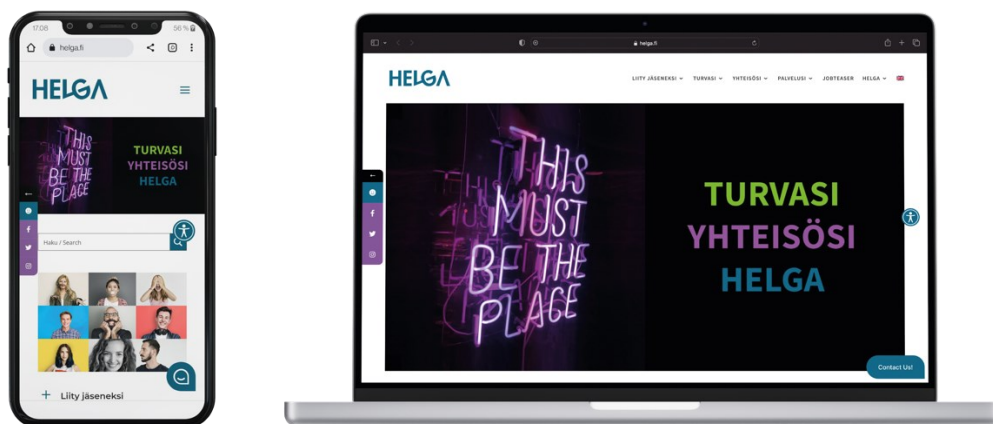 17.08
56 %
helga.fi
HELGA
THIS
MUST
BE THE
PLACE
TURVASI
YHTEISÖSI
HELGA
Haku / Search
+ Liity jäseneksi
helga.fi
HELGA
LIITY JÄSENEKSI TURVASI YHTEISÖSI PALVELUSI JOBTEASER HELGA
THIS
MUST
BE THE
PLACE
TURVASI
YHTEISÖSI
HELGA
Contact Us!